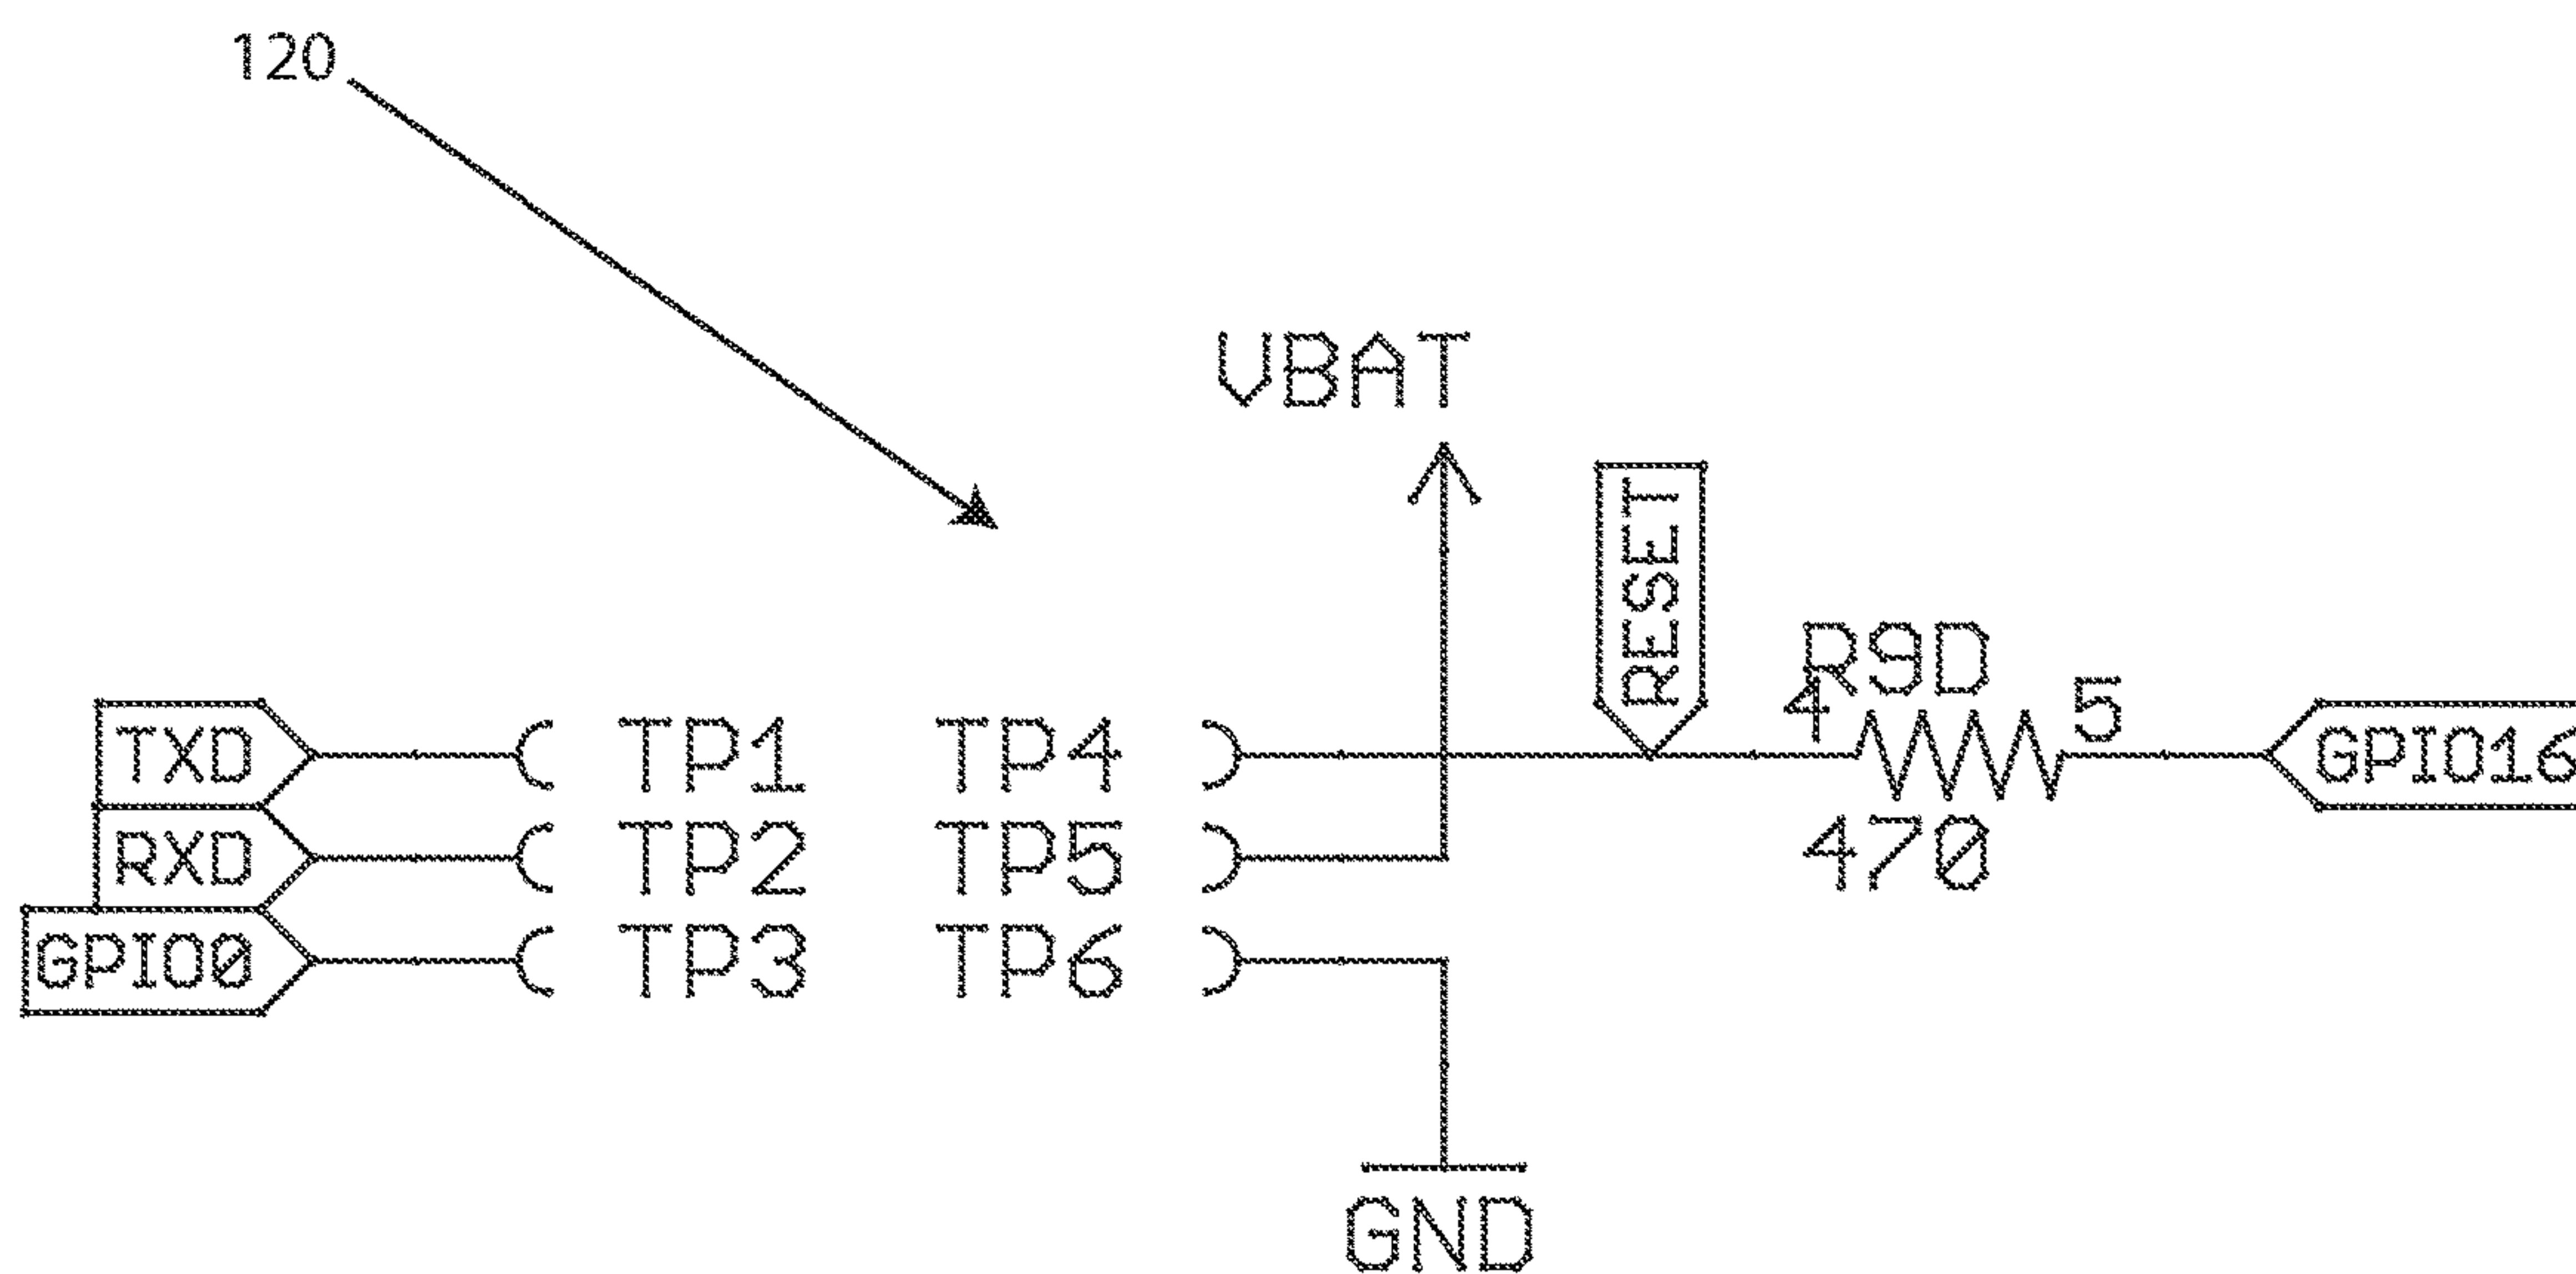 120
VBAT
RESET
R9D
4 5
TXD TP1 TP4 GPIO16
RXD TP2 TP5 470
GPIO0 TP3 TP6
GND